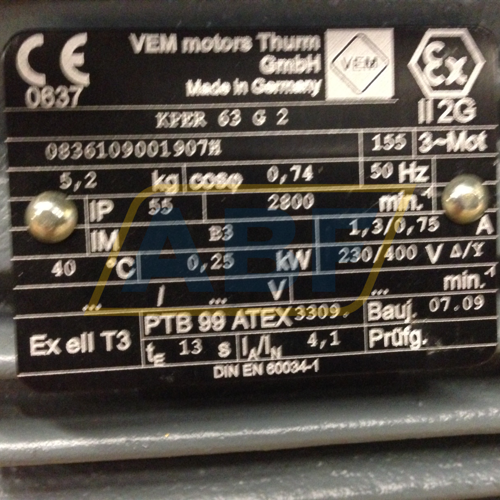 CE 0637
VEM motors Thurm GmbH
Made in Germany
VEM
Ex
II 2G
KPER 63 G 2
0836109001907H 155 3~Mot
5,2 kg cosφ 0,74 50 Hz
IP 55 2800 min.-1
IM B3 1,3/0,75 A
40 °C 0,25 kW 230/400 V Δ/Y
... / ... V ... min.-1
Ex eII T3 PTB 99 ATEX 3309. Bauj. 07.09
tE 13 s IA/IN 4,1 Prüfg.
DIN EN 60034-1
ABF